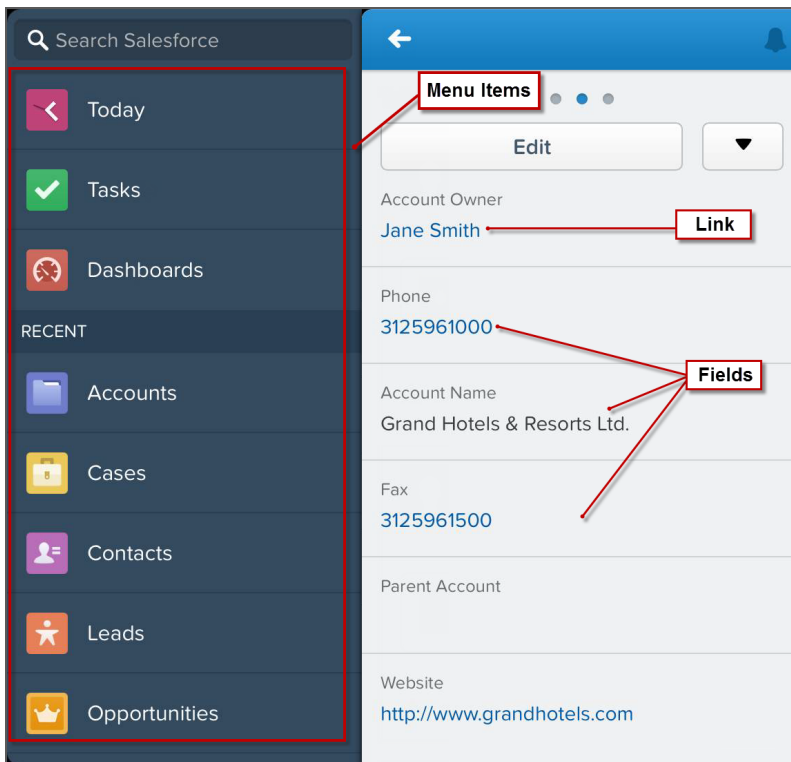 Search Salesforce
Today
Tasks
Dashboards
RECENT
Accounts
Cases
Contacts
Leads
Opportunities
Menu Items
Edit
Account Owner
Jane Smith
Link
Phone
3125961000
Fields
Account Name
Grand Hotels & Resorts Ltd.
Fax
3125961500
Parent Account
Website
http://www.grandhotels.com